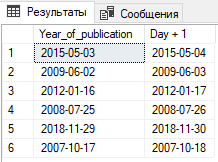 Результаты Сообщения
Year_of_publication Day + 1
1 2015-05-03 2015-05-04
2 2009-06-02 2009-06-03
3 2012-01-16 2012-01-17
4 2008-07-25 2008-07-26
5 2018-11-29 2018-11-30
6 2007-10-17 2007-10-18